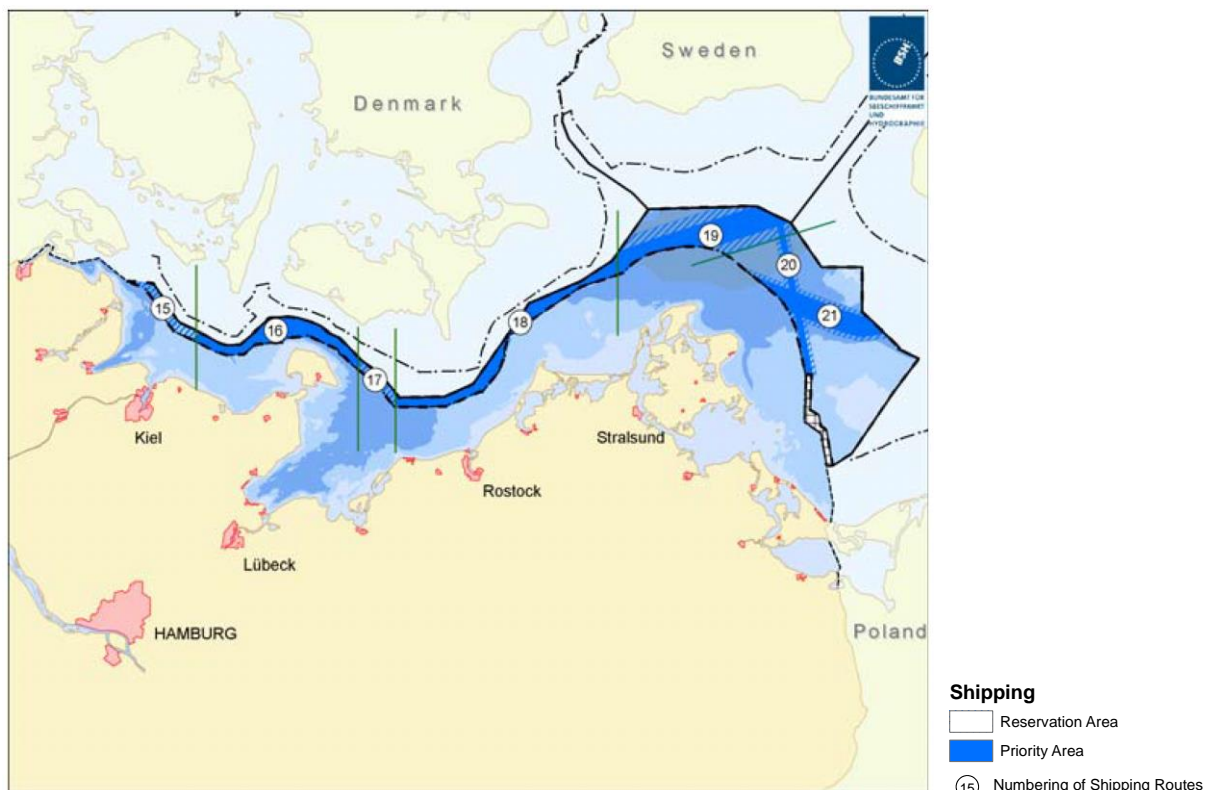 Sweden
BSH
BUNDESAMT FÜR
SEESCHIFFFAHRT
UND
HYDROGRAPHIE
Denmark
19
20
15
16
18
21
17
Kiel
Stralsund
Rostock
Lübeck
HAMBURG
Poland
Shipping
Reservation Area
Priority Area
15 Numbering of Shipping Routes